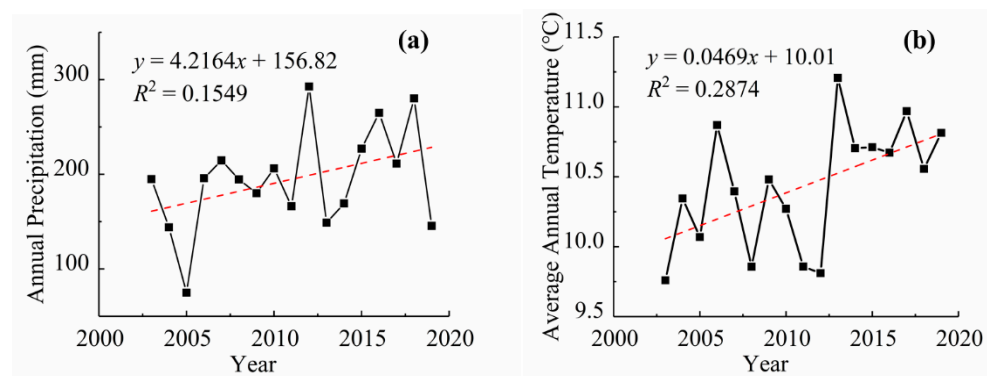 (a)
y = 4.2164x + 156.82
R² = 0.1549
Annual Precipitation (mm)
300
200
100
2000 2005 2010 2015 2020
Year
(b)
y = 0.0469x + 10.01
R² = 0.2874
Average Annual Temperature (°C)
11.5
11.0
10.5
10.0
9.5
2000 2005 2010 2015 2020
Year